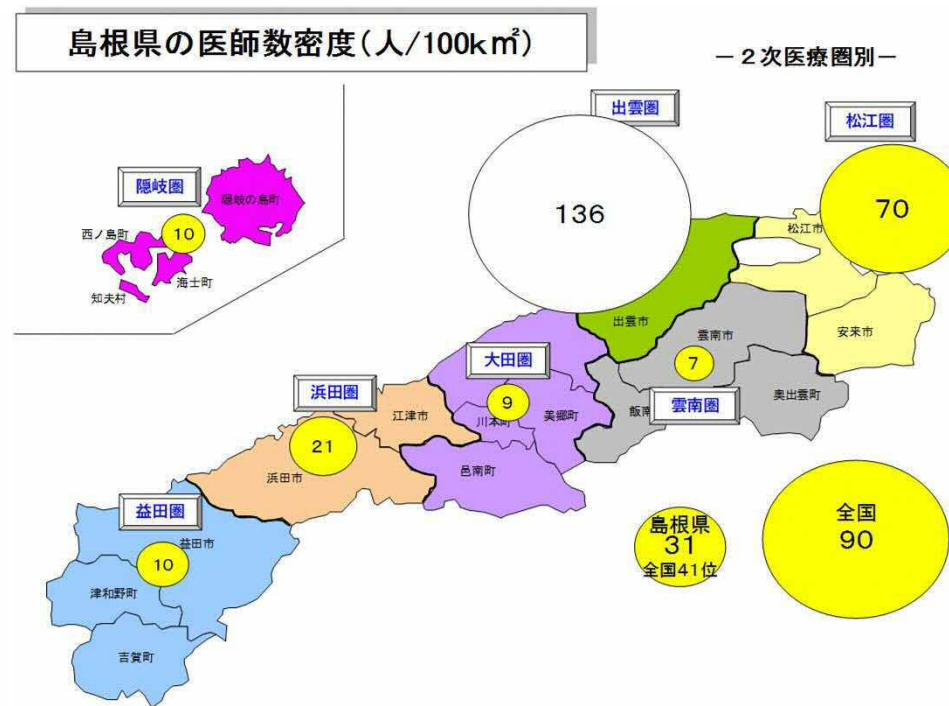 島根県の医師数密度(人/100k㎡)
－２次医療圏別－
出雲圏
松江圏
136
70
隠岐圏
隠岐の島町
10
西ノ島町
海士町
知夫村
松江市
出雲市
安来市
雲南市
7
大田圏
雲南圏
奥出雲町
飯南
9
川本町
美郷町
浜田圏
江津市
21
浜田市
邑南町
益田圏
益田市
10
津和野町
吉賀町
島根県
31
全国41位
全国
90